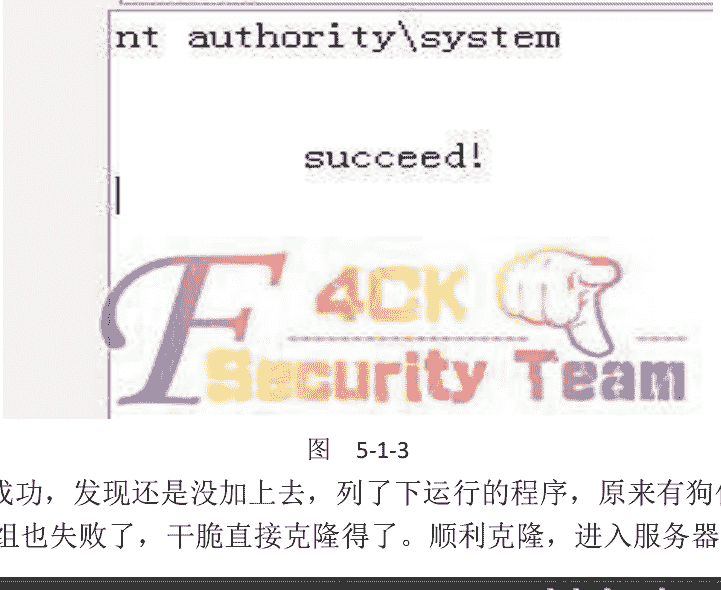 nt authority\system
succeed!
F4CK
Security Team
图 5-1-3
成功，发现还是没加上去，列了下运行的程序，原来有狗
组也失败了，干脆直接克隆得了。顺利克隆，进入服务器